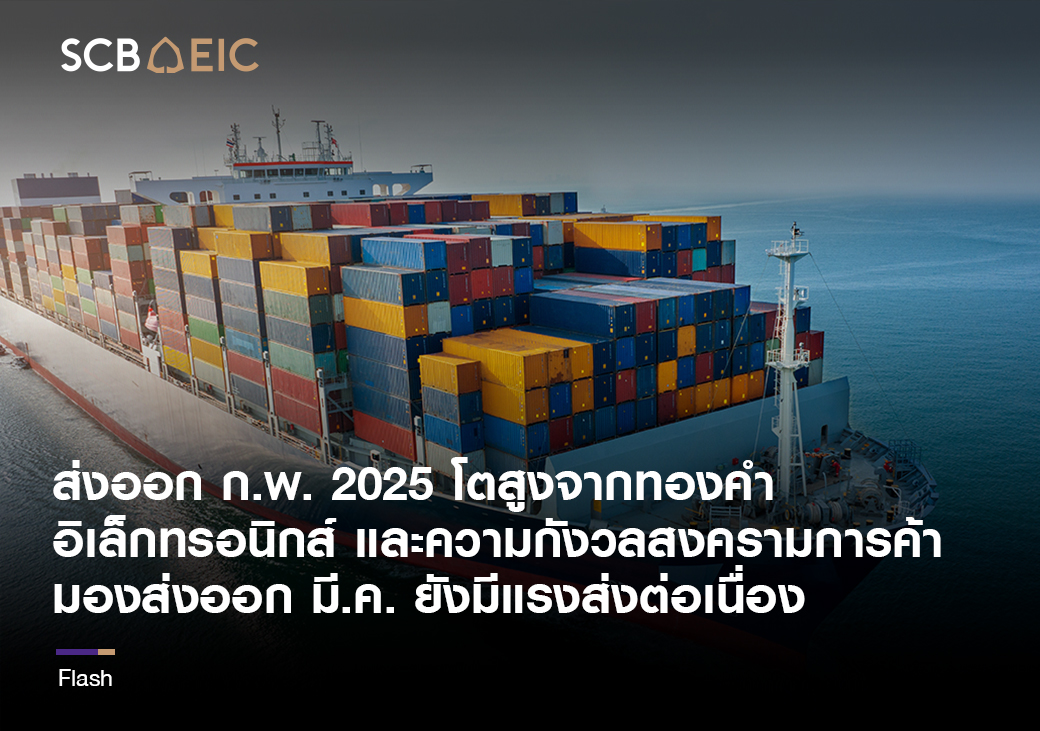 SCB EIC
ส่งออก ก.พ. 2025 โตสูงจากทองคำ
อิเล็กทรอนิกส์ และความกังวลสงครามการค้า
มองส่งออก มี.ค. ยังมีแรงส่งต่อเนื่อง
Flash